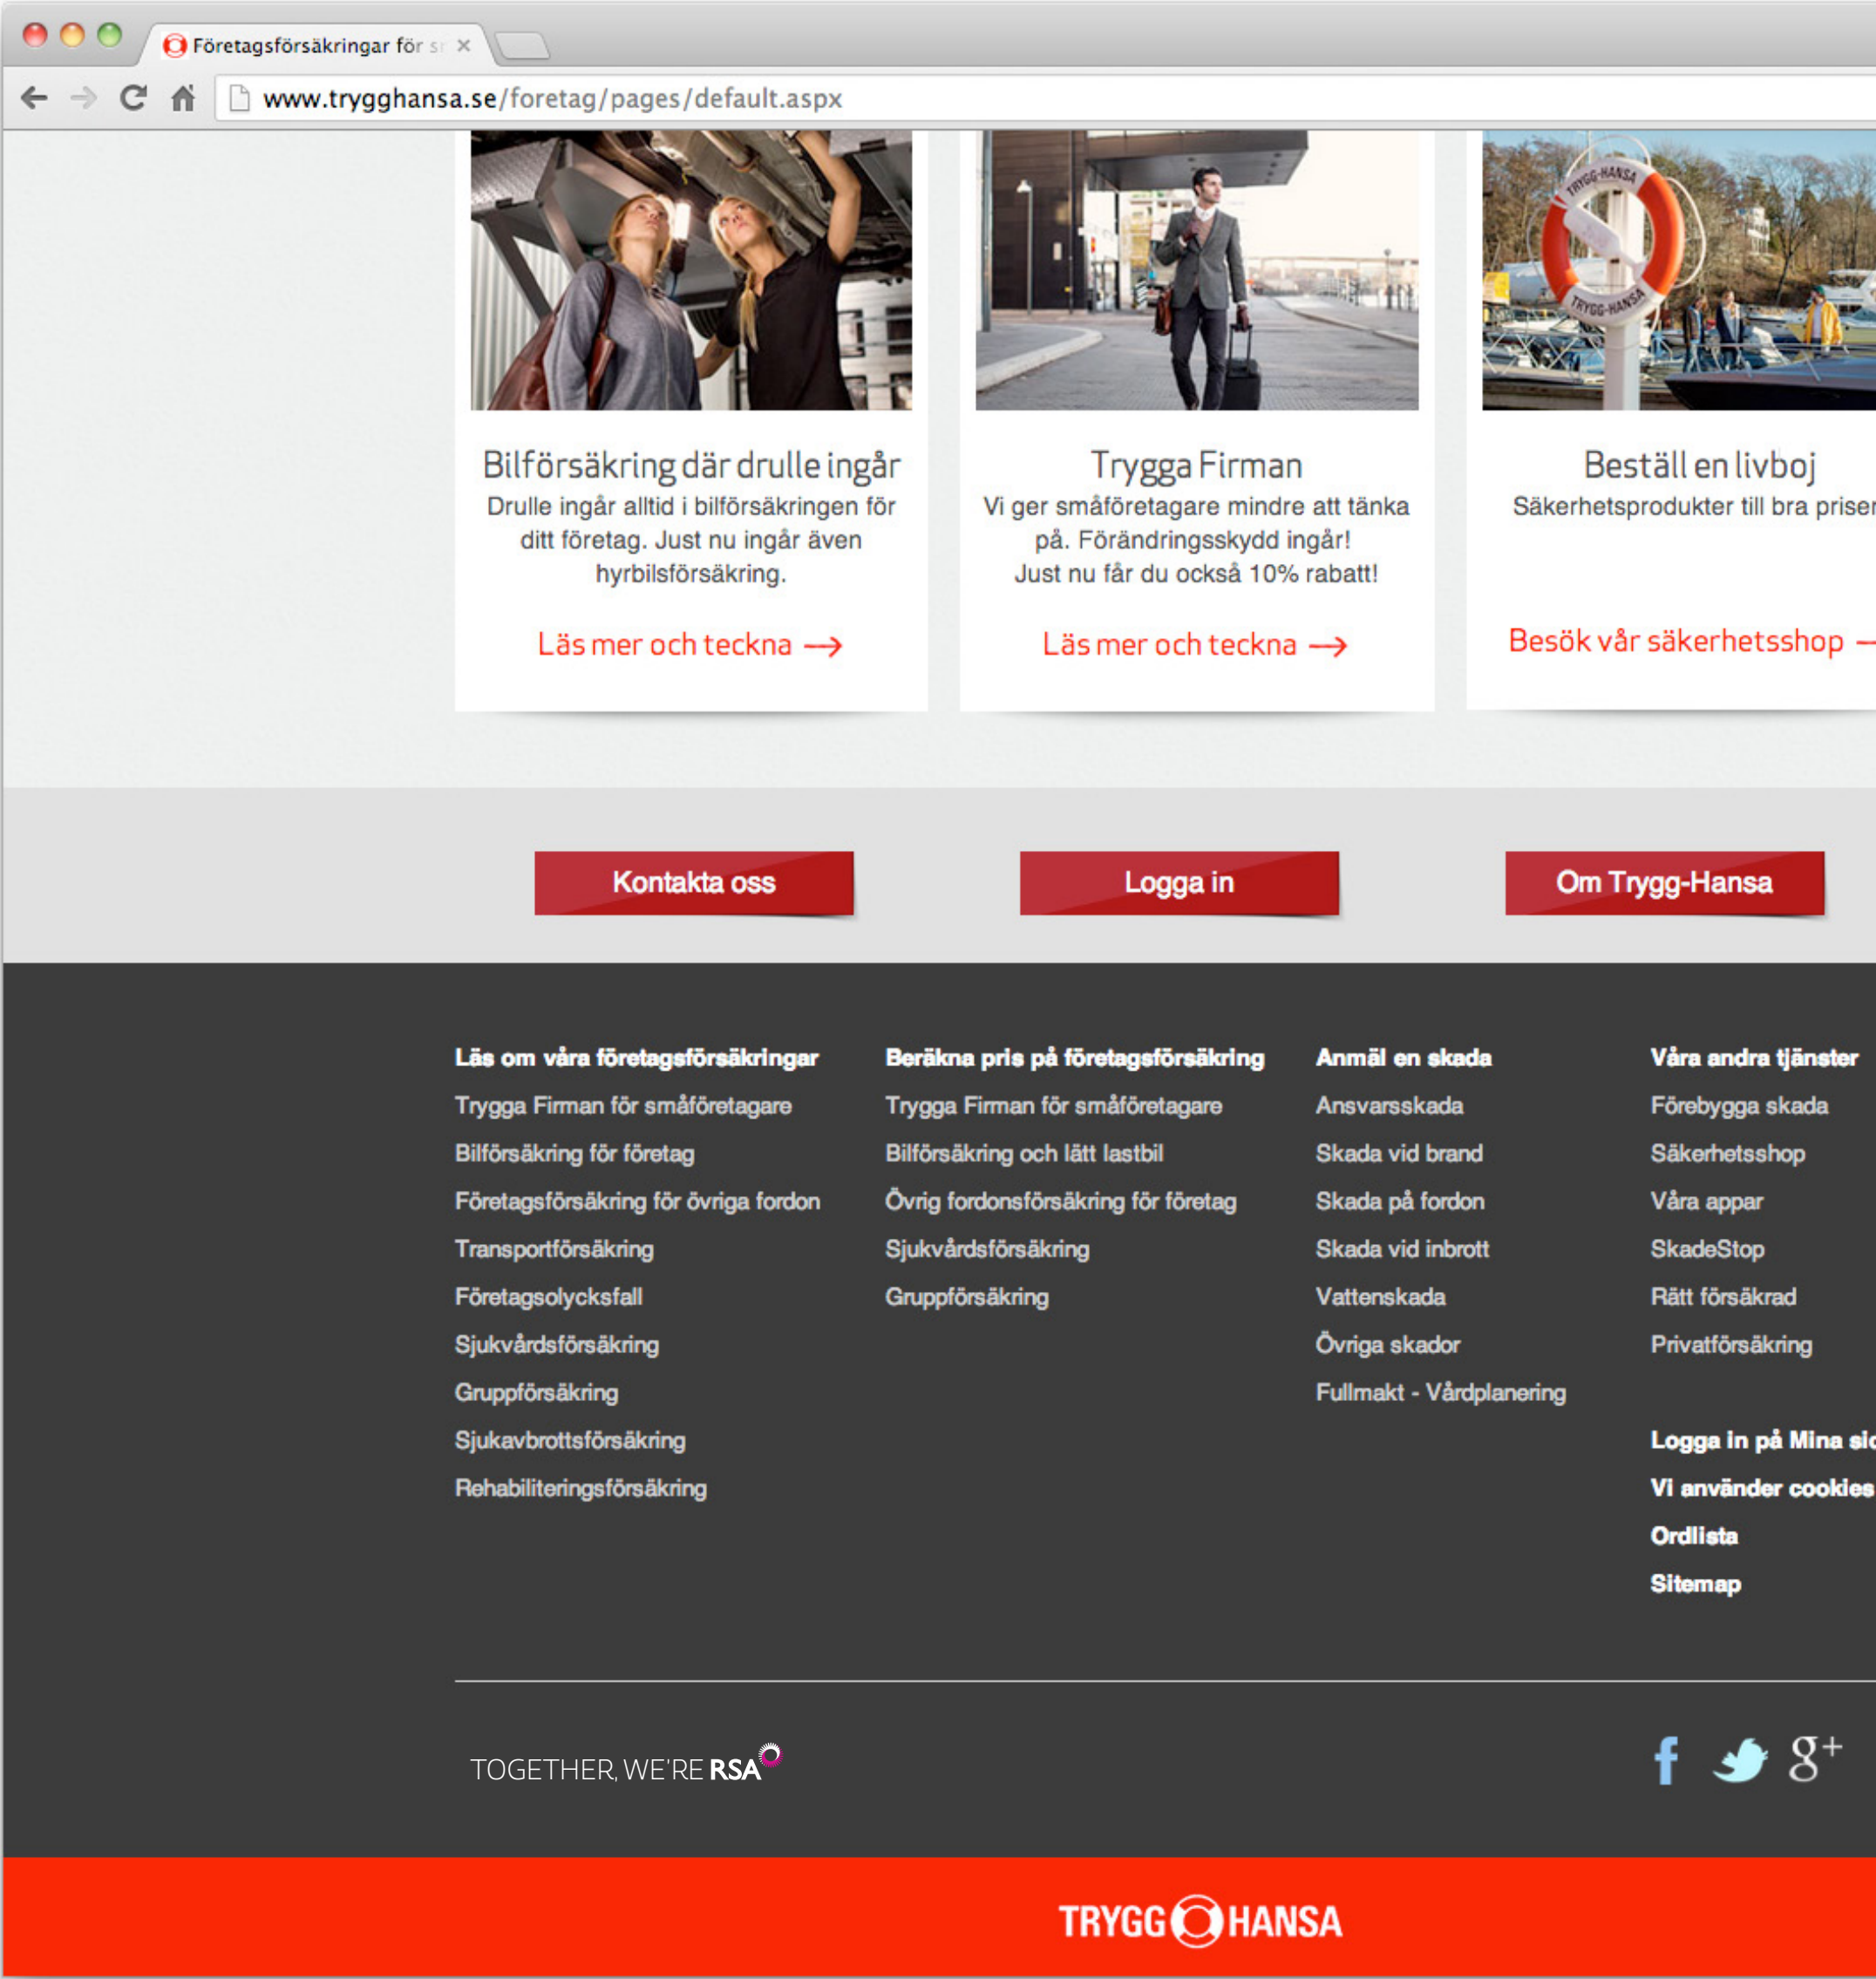 Företagsförsäkringar för
www.trygghansa.se/foretag/pages/default.aspx
TRYGG-HANSA
TRYGG-HANSA
Bilförsäkring där drulle ingår
Drulle ingår alltid i bilförsäkringen för
ditt företag. Just nu ingår även
hyrbilsförsäkring.
Läs mer och teckna
Trygga Firman
Vi ger småföretagare mindre att tänka
på. Förändringsskydd ingår!
Just nu får du också 10% rabatt!
Läs mer och teckna
Beställ en livboj
Säkerhetsprodukter till bra priser
Besök vår säkerhetsshop
Kontakta oss
Logga in
Om Trygg-Hansa
Läs om våra företagsförsäkringar
Trygga Firman för småföretagare
Bilförsäkring för företag
Företagsförsäkring för övriga fordon
Transportförsäkring
Företagsolycksfall
Sjukvårdsförsäkring
Gruppförsäkring
Sjukavbrottsförsäkring
Rehabiliteringsförsäkring
Beräkna pris på företagsförsäkring
Trygga Firman för småföretagare
Bilförsäkring och lätt lastbil
Övrig fordonsförsäkring för företag
Sjukvårdsförsäkring
Gruppförsäkring
Anmäl en skada
Ansvarsskada
Skada vid brand
Skada på fordon
Skada vid inbrott
Vattenskada
Övriga skador
Fullmakt - Vårdplanering
Våra andra tjänster
Förebygga skada
Säkerhetsshop
Våra appar
SkadeStop
Rätt försäkrad
Privatförsäkring
Logga in på Mina
Vi använder cookies
Ordlista
Sitemap
TOGETHER, WE'RE RSA
f g+
TRYGG HANSA